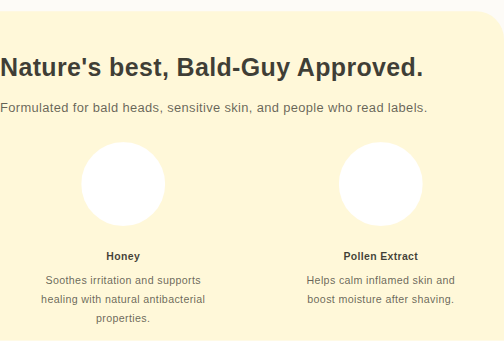 Nature's best, Bald-Guy Approved.
Formulated for bald heads, sensitive skin, and people who read labels.
Honey
Soothes irritation and supports
healing with natural antibacterial
properties.
Pollen Extract
Helps calm inflamed skin and
boost moisture after shaving.